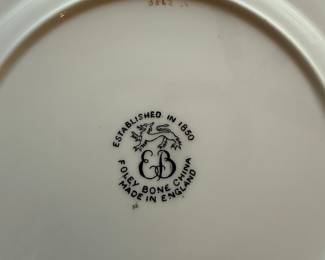 ESTABLISHED IN 1850
EB
FOLEY BONE CHINA
MADE IN ENGLAND